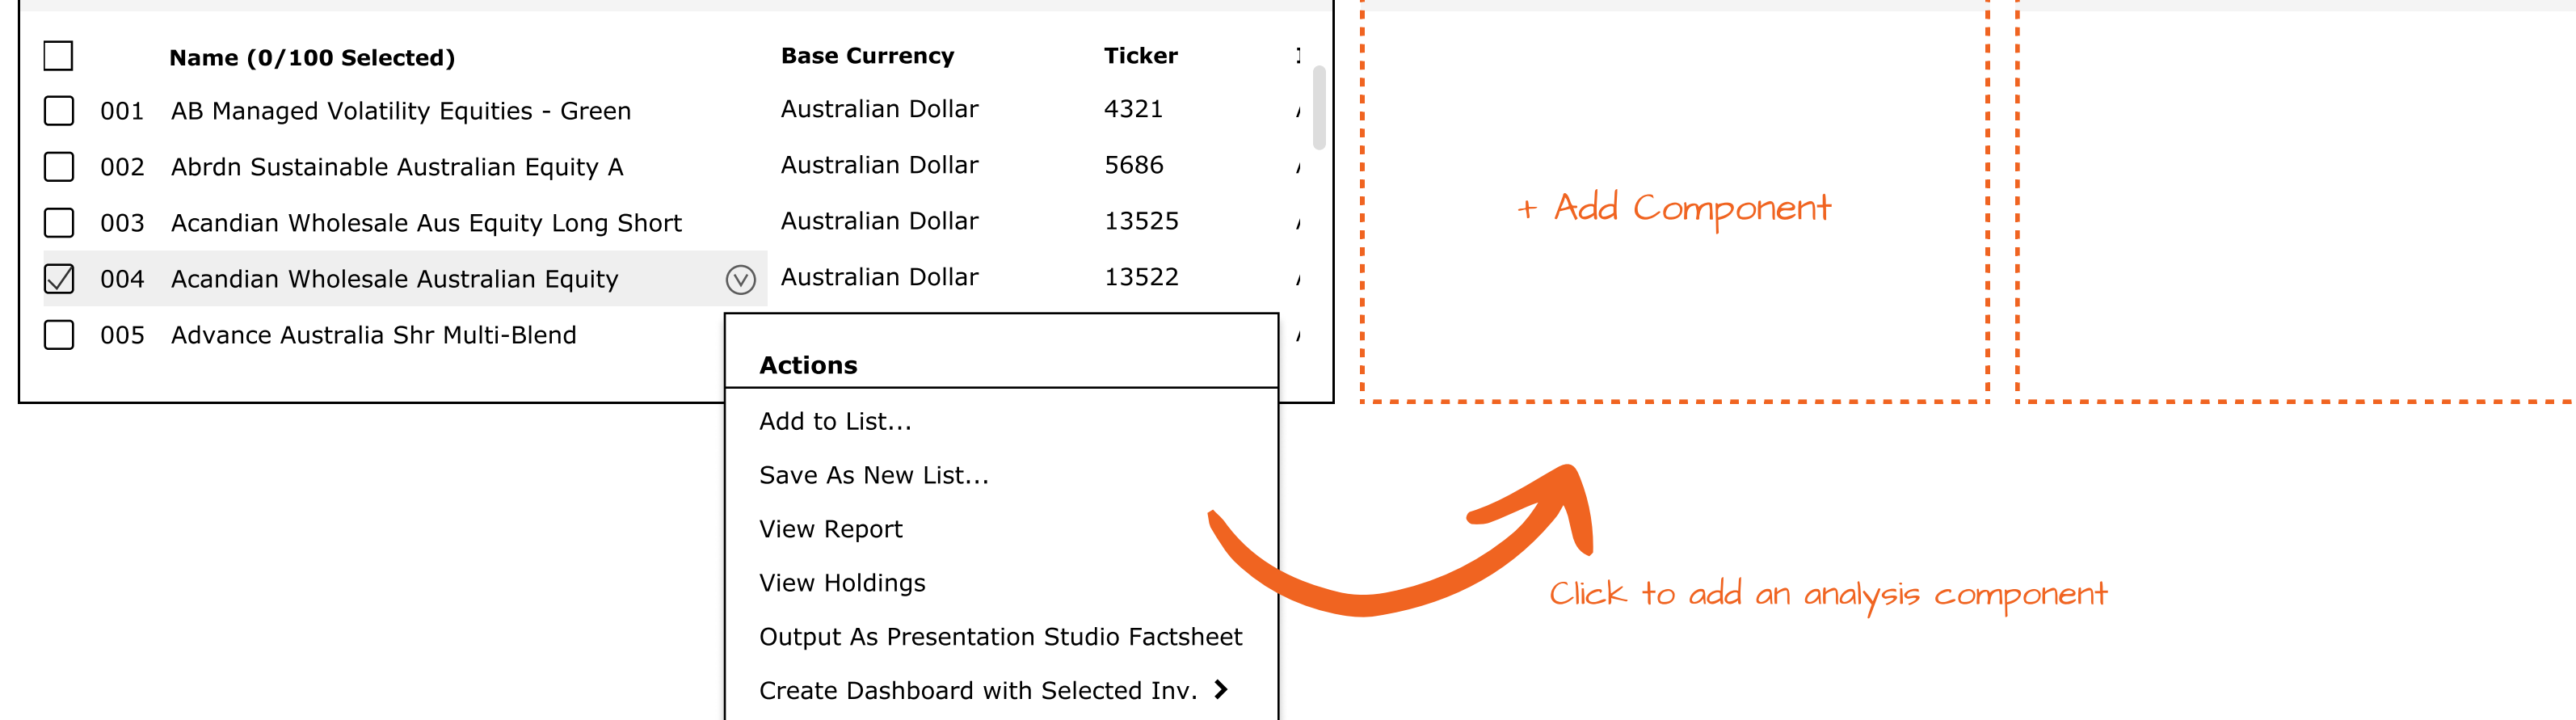 Name (0/100 Selected) Base Currency Ticker
001 AB Managed Volatility Equities - Green Australian Dollar 4321
002 Abrdn Sustainable Australian Equity A Australian Dollar 5686
003 Acandian Wholesale Aus Equity Long Short Australian Dollar 13525
004 Acandian Wholesale Australian Equity Australian Dollar 13522
005 Advance Australia Shr Multi-Blend
Actions
Add to List...
Save As New List...
View Report
View Holdings
Output As Presentation Studio Factsheet
Create Dashboard with Selected Inv.
+ Add Component
Click to add an analysis component